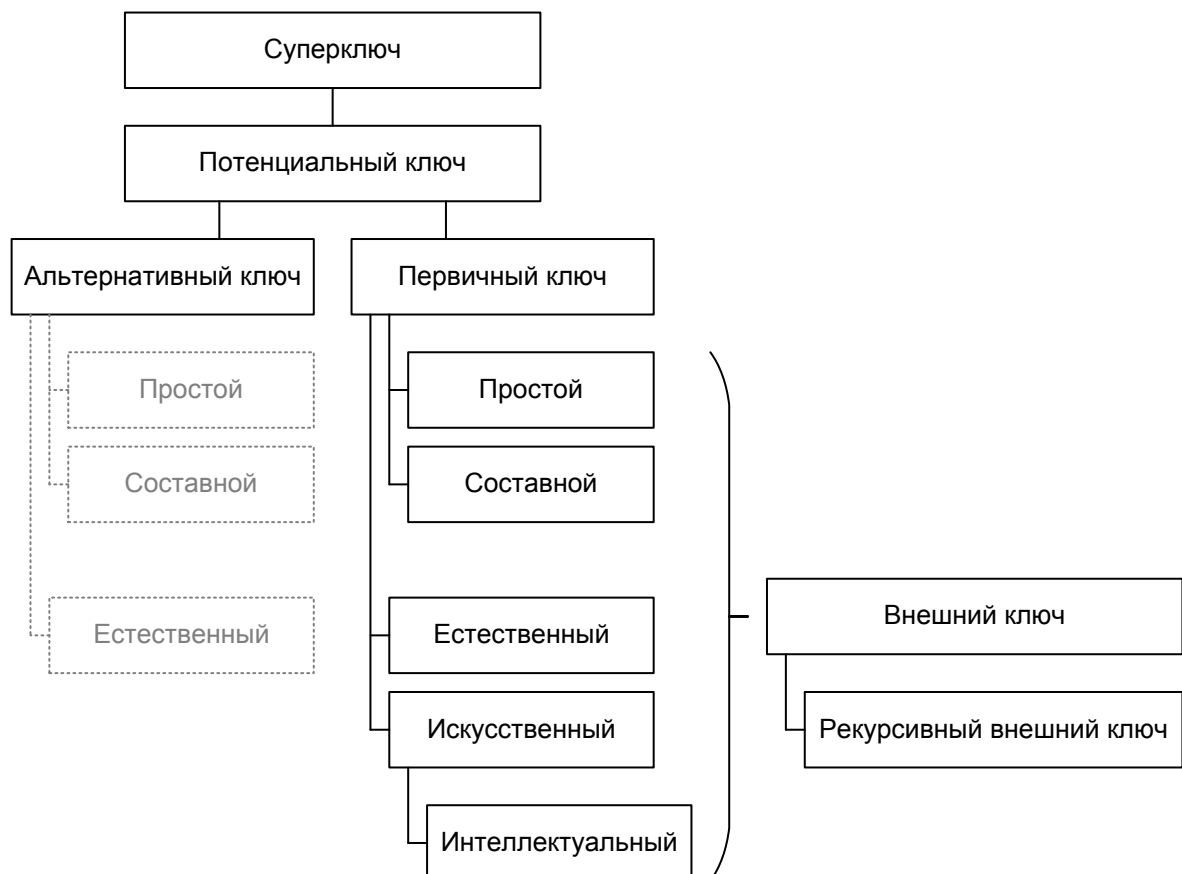 Суперключ
Потенциальный ключ
Альтернативный ключ
Первичный ключ
Простой
Простой
Составной
Составной
Естественный
Естественный
Внешний ключ
Искусственный
Рекурсивный внешний ключ
Интеллектуальный